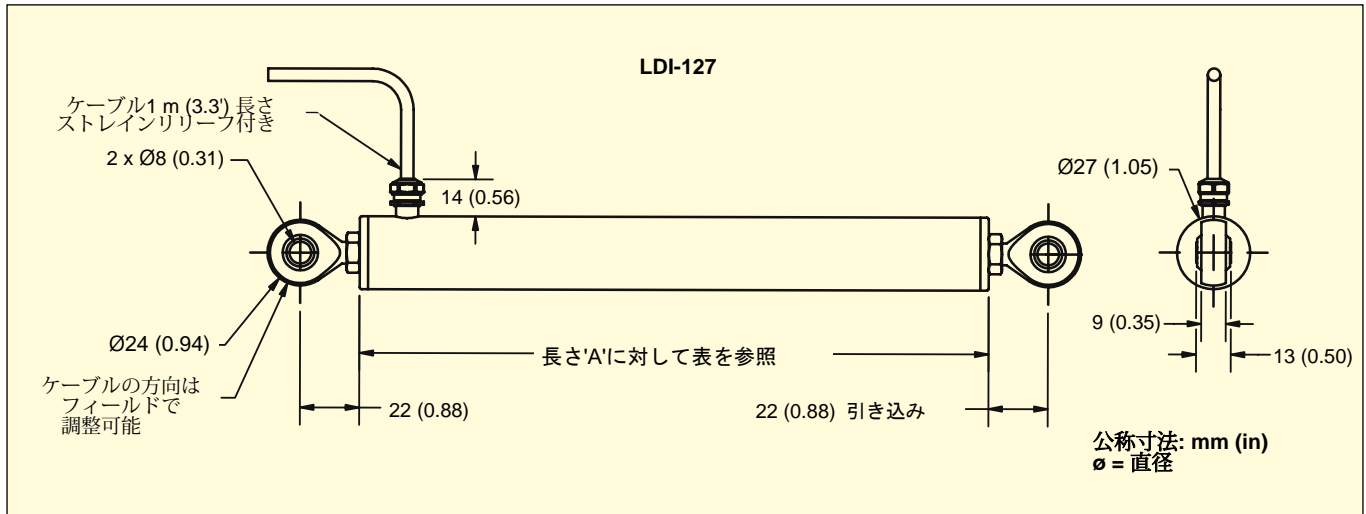 LDI-127
ケーブル1 m (3.3') 長さ
ストレインリリーフ付き
2 x Ø8 (0.31)
14 (0.56)
Ø27 (1.05)
Ø24 (0.94)
長さ'A'に対して表を参照
9 (0.35)
13 (0.50)
ケーブルの方向は
フィールドで
調整可能
22 (0.88)
22 (0.88) 引き込み
公称寸法: mm (in)
ø = 直径